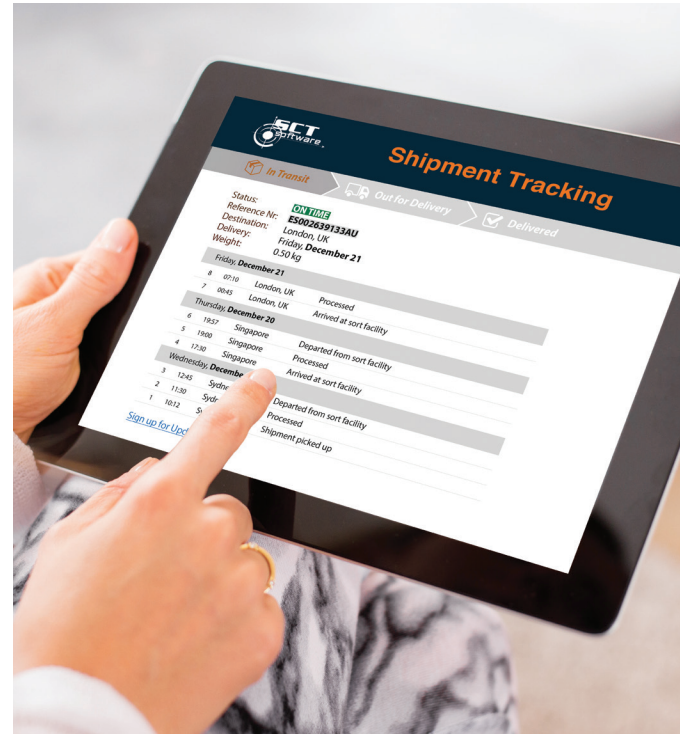 SCT
Software
Shipment Tracking
In Transit
Out for Delivery
Delivered
Status: ON TIME
Reference Nr: ES002639133AU
Destination: London, UK
Delivery: Friday, December 21
Weight: 0.50 kg
Friday, December 21
8 07:10 London, UK Processed
7 00:45 London, UK Arrived at sort facility
Thursday, December 20
6 19:57 Singapore Departed from sort facility
5 19:00 Singapore Processed
4 17:30 Singapore Arrived at sort facility
Wednesday,
3 12:45 Departed from sort facility
2 11:30 Processed
1 10:12 Shipment picked up
Sign up for